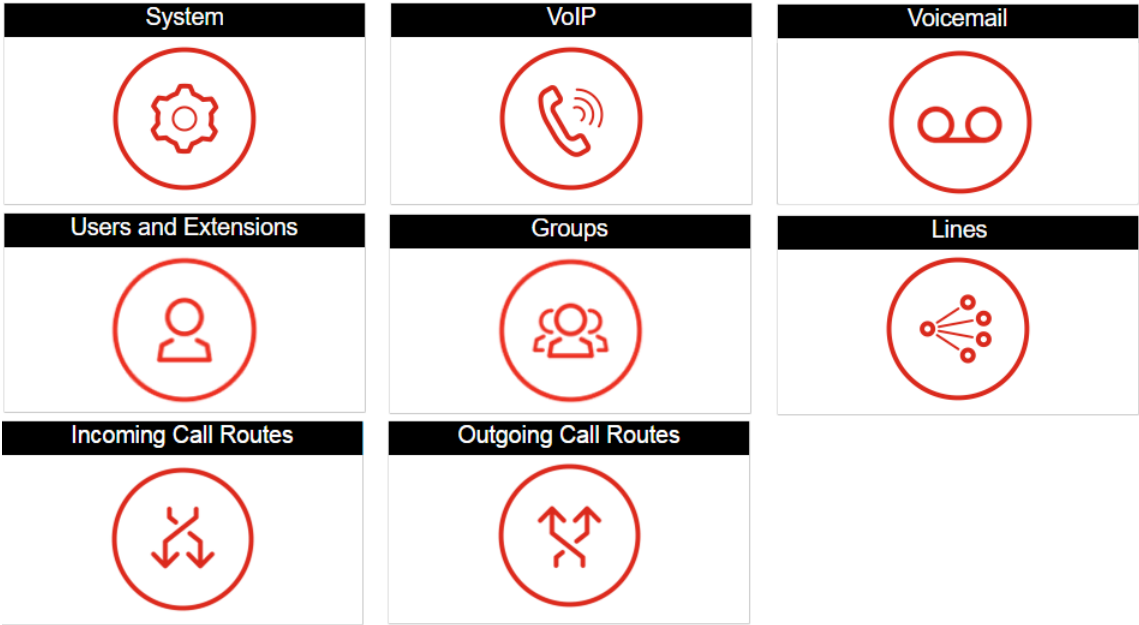 System
VoIP
Voicemail
Users and Extensions
Groups
Lines
Incoming Call Routes
Outgoing Call Routes